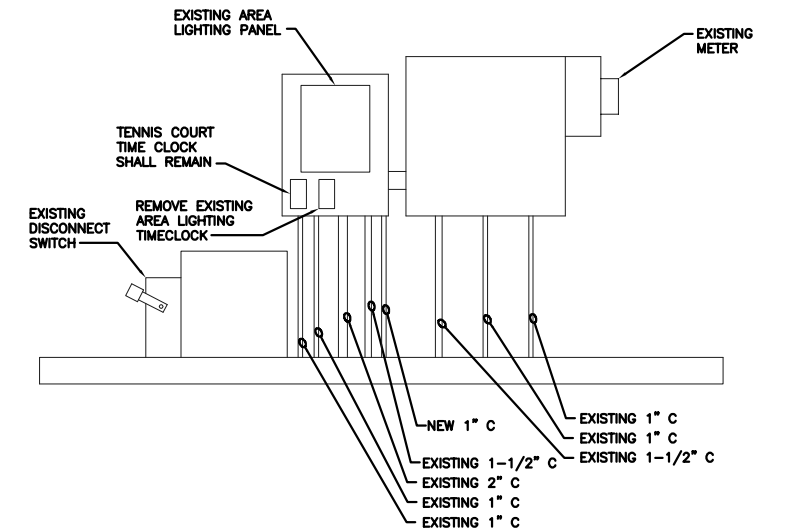 EXISTING AREA
LIGHTING PANEL
EXISTING
METER
TENNIS COURT
TIME CLOCK
SHALL REMAIN
REMOVE EXISTING
AREA LIGHTING
TIMECLOCK
EXISTING
DISCONNECT
SWITCH
NEW 1" C
EXISTING 1-1/2" C
EXISTING 2" C
EXISTING 1" C
EXISTING 1" C
EXISTING 1" C
EXISTING 1" C
EXISTING 1-1/2" C